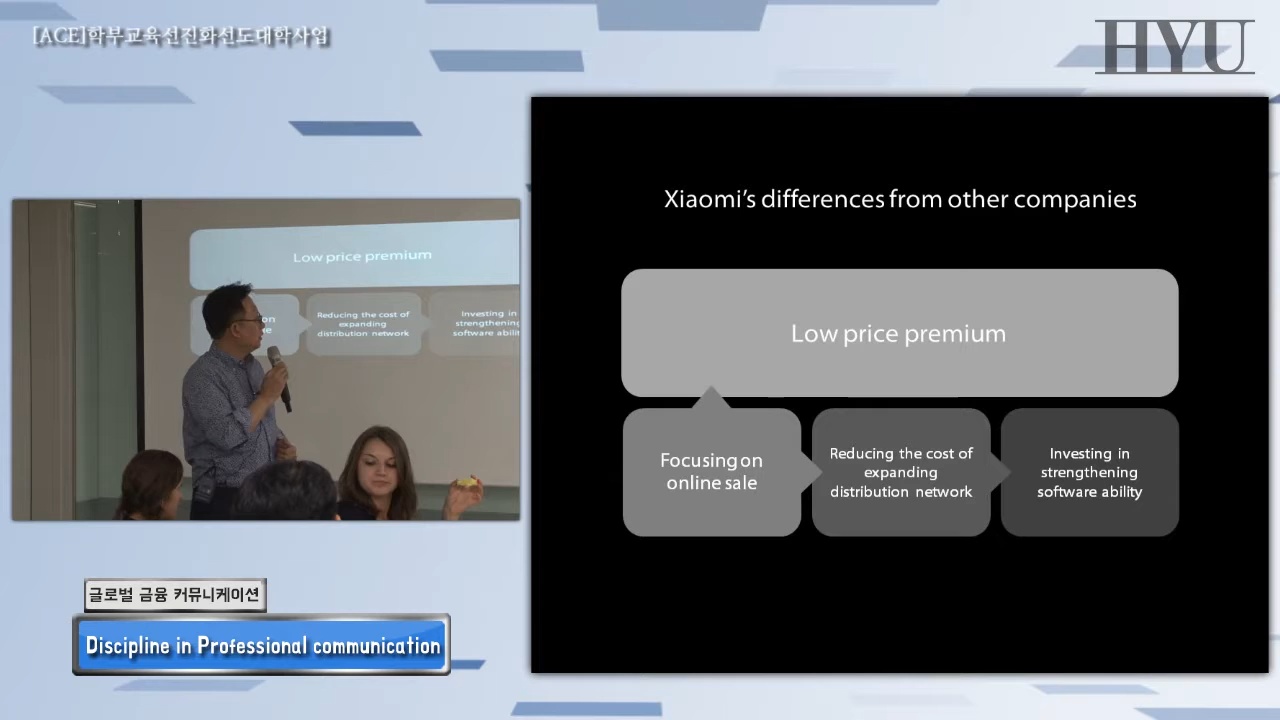 [ACE]학부교육선진화선도대학사업
HYU
Xiaomi's differences from other companies
Low price premium
Focusing on
online sale
Reducing the cost of
expanding
distribution network
Investing in
strengthening
software ability
Low price premium
on
e
Reducing the cost of
expanding
distribution network
Investing in
strengthening
software abilit
글로벌 금융 커뮤니케이션
Discipline in Professional communication